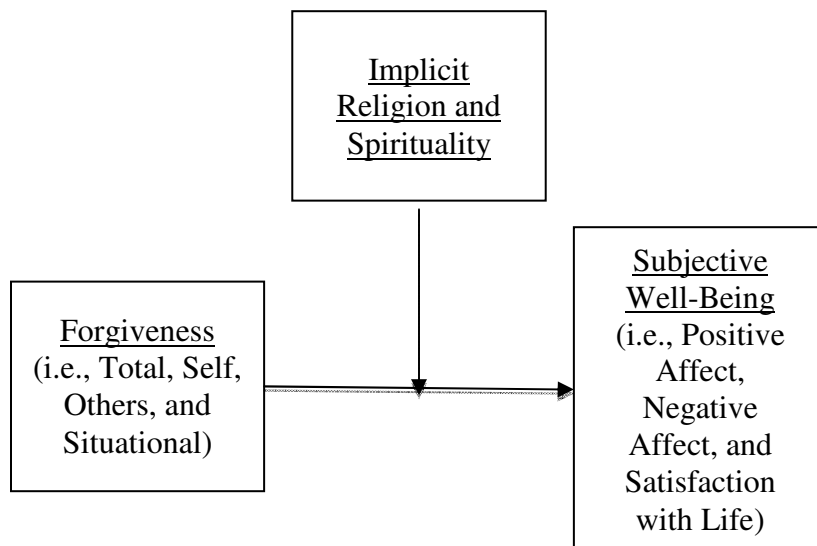 Implicit
Religion and
Spirituality
Forgiveness
(i.e., Total, Self,
Others, and
Situational)
Subjective
Well-Being
(i.e., Positive
Affect,
Negative
Affect, and
Satisfaction
with Life)